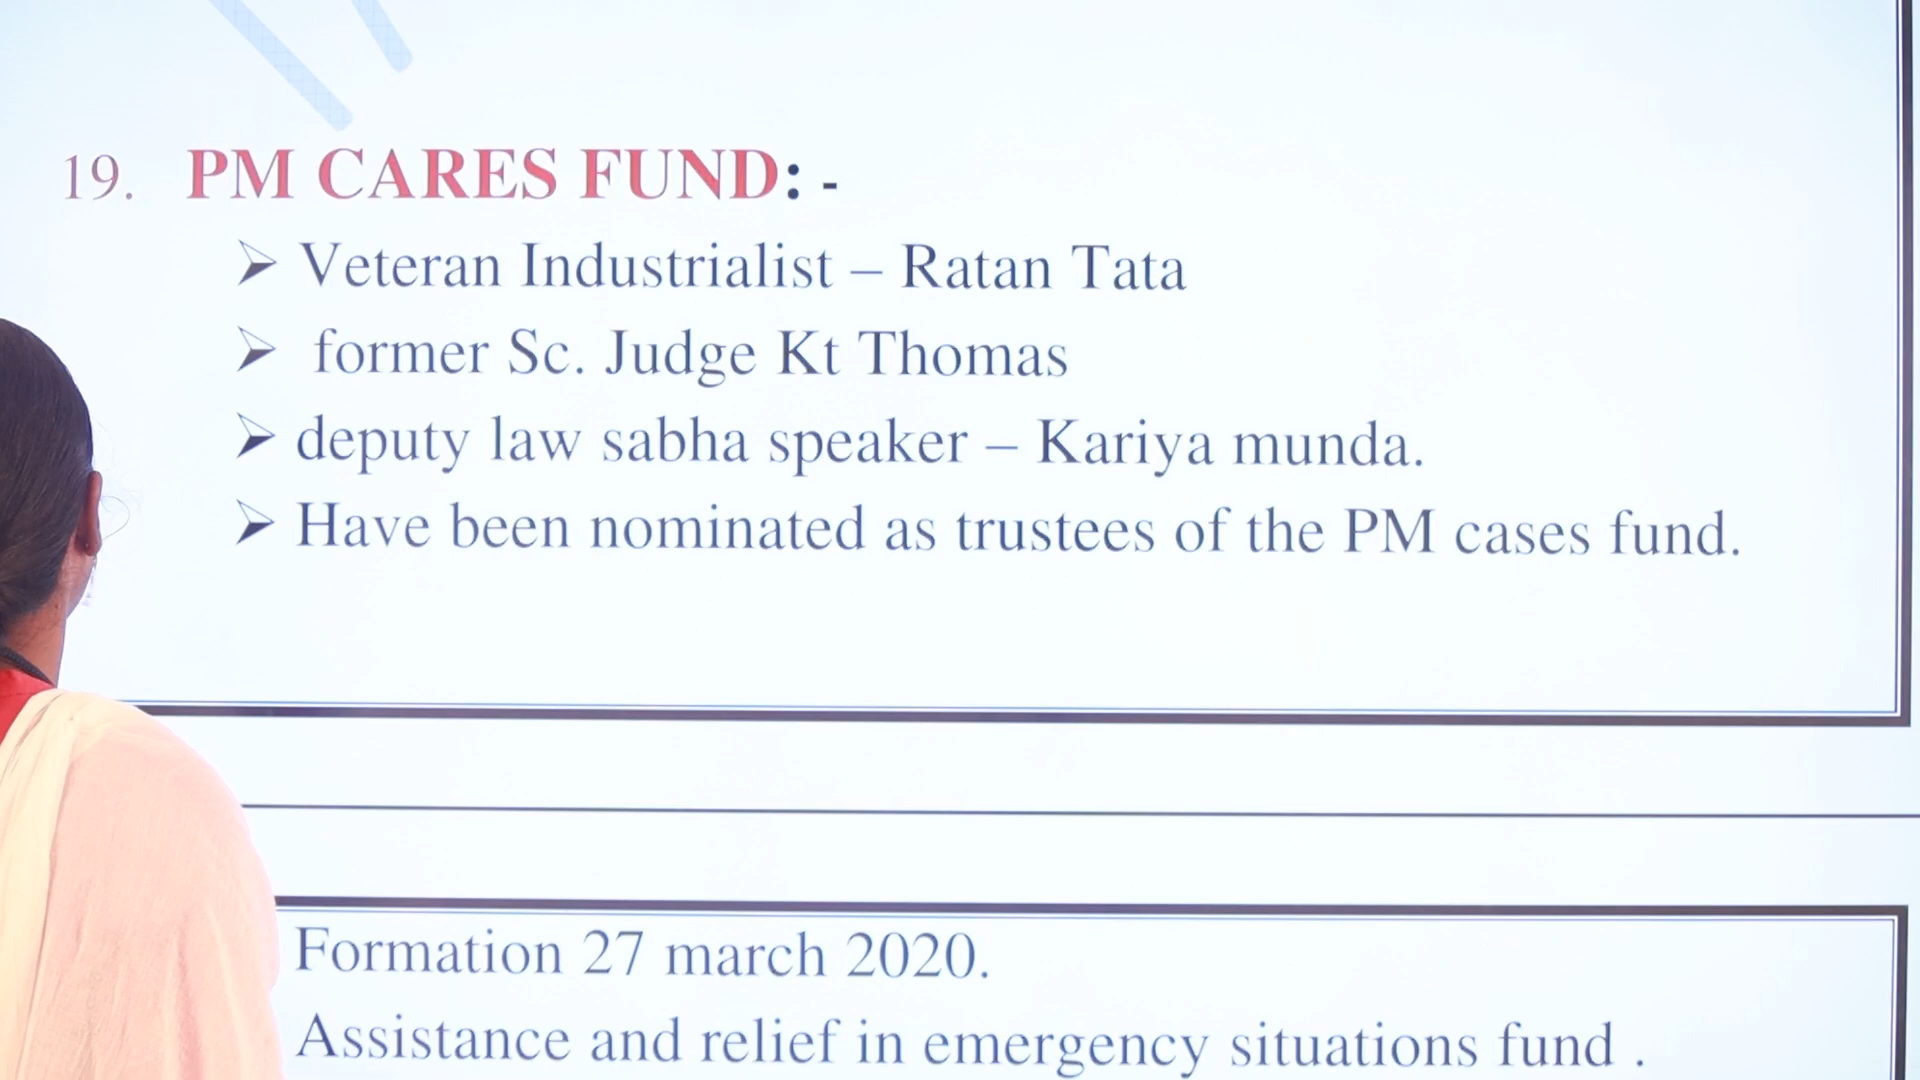 19. PM CARES FUND: -
➢ Veteran Industrialist – Ratan Tata
➢ former Sc. Judge Kt Thomas
➢ deputy law sabha speaker – Kariya munda.
➢ Have been nominated as trustees of the PM cases fund.
Formation 27 march 2020.
Assistance and relief in emergency situations fund .